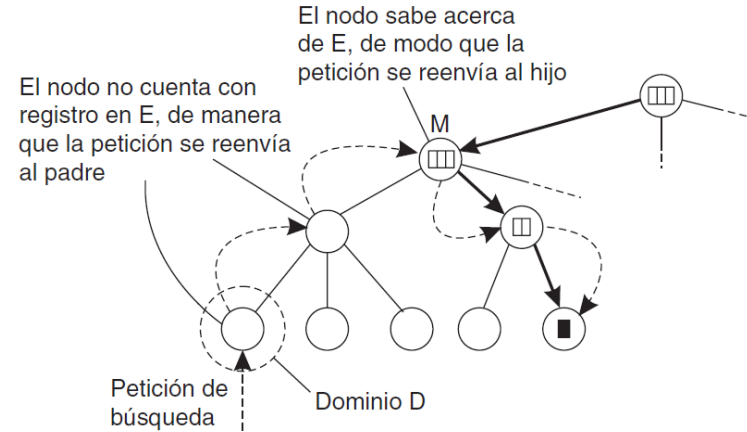 El nodo sabe acerca
de E, de modo que la
petición se reenvía al hijo
El nodo no cuenta con
registro en E, de manera
que la petición se reenvía
al padre
M
Petición de
búsqueda
Dominio D